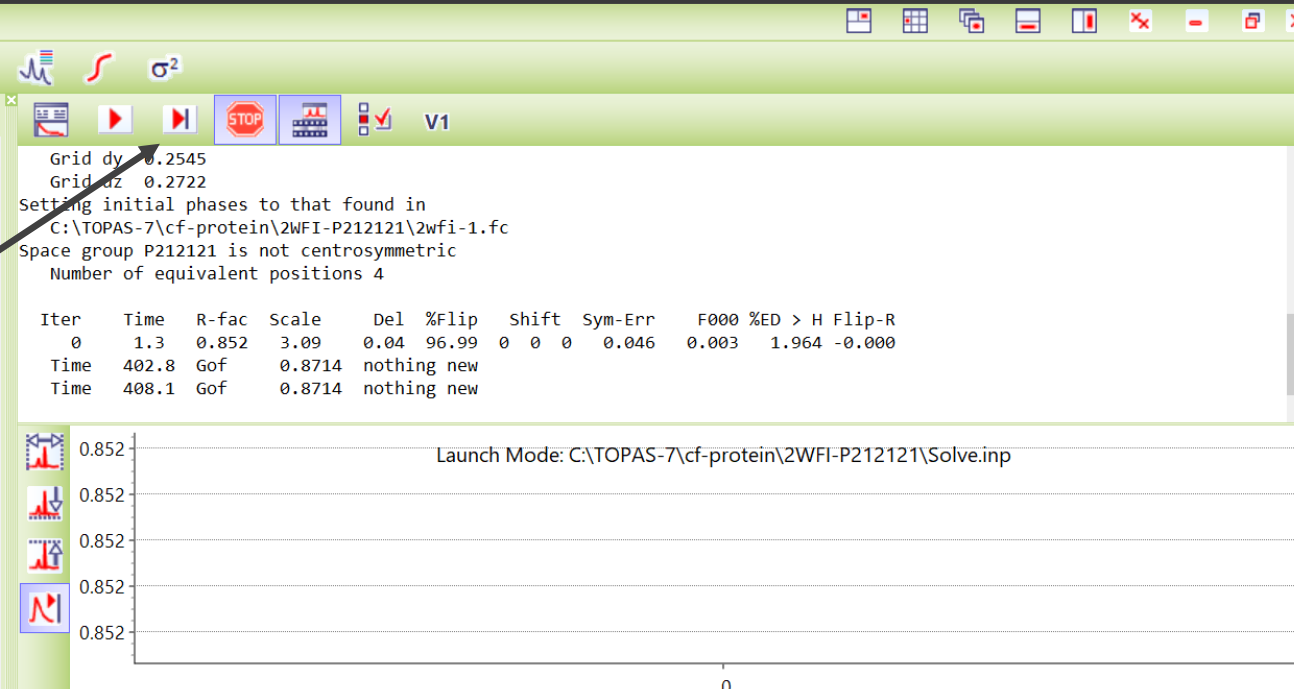 σ²
STOP
V1
Grid dy 0.2545
Grid dz 0.2722
Setting initial phases to that found in
C:\TOPAS-7\cf-protein\2WFI-P212121\2wfi-1.fc
Space group P212121 is not centrosymmetric
Number of equivalent positions 4
Iter Time R-fac Scale Del %Flip Shift Sym-Err F000 %ED > H Flip-R
0 1.3 0.852 3.09 0.04 96.99 0 0 0 0.046 0.003 1.964 -0.000
Time 402.8 Gof 0.8714 nothing new
Time 408.1 Gof 0.8714 nothing new
0.852
Launch Mode: C:\TOPAS-7\cf-protein\2WFI-P212121\Solve.inp
0.852
0.852
0.852
0.852
0